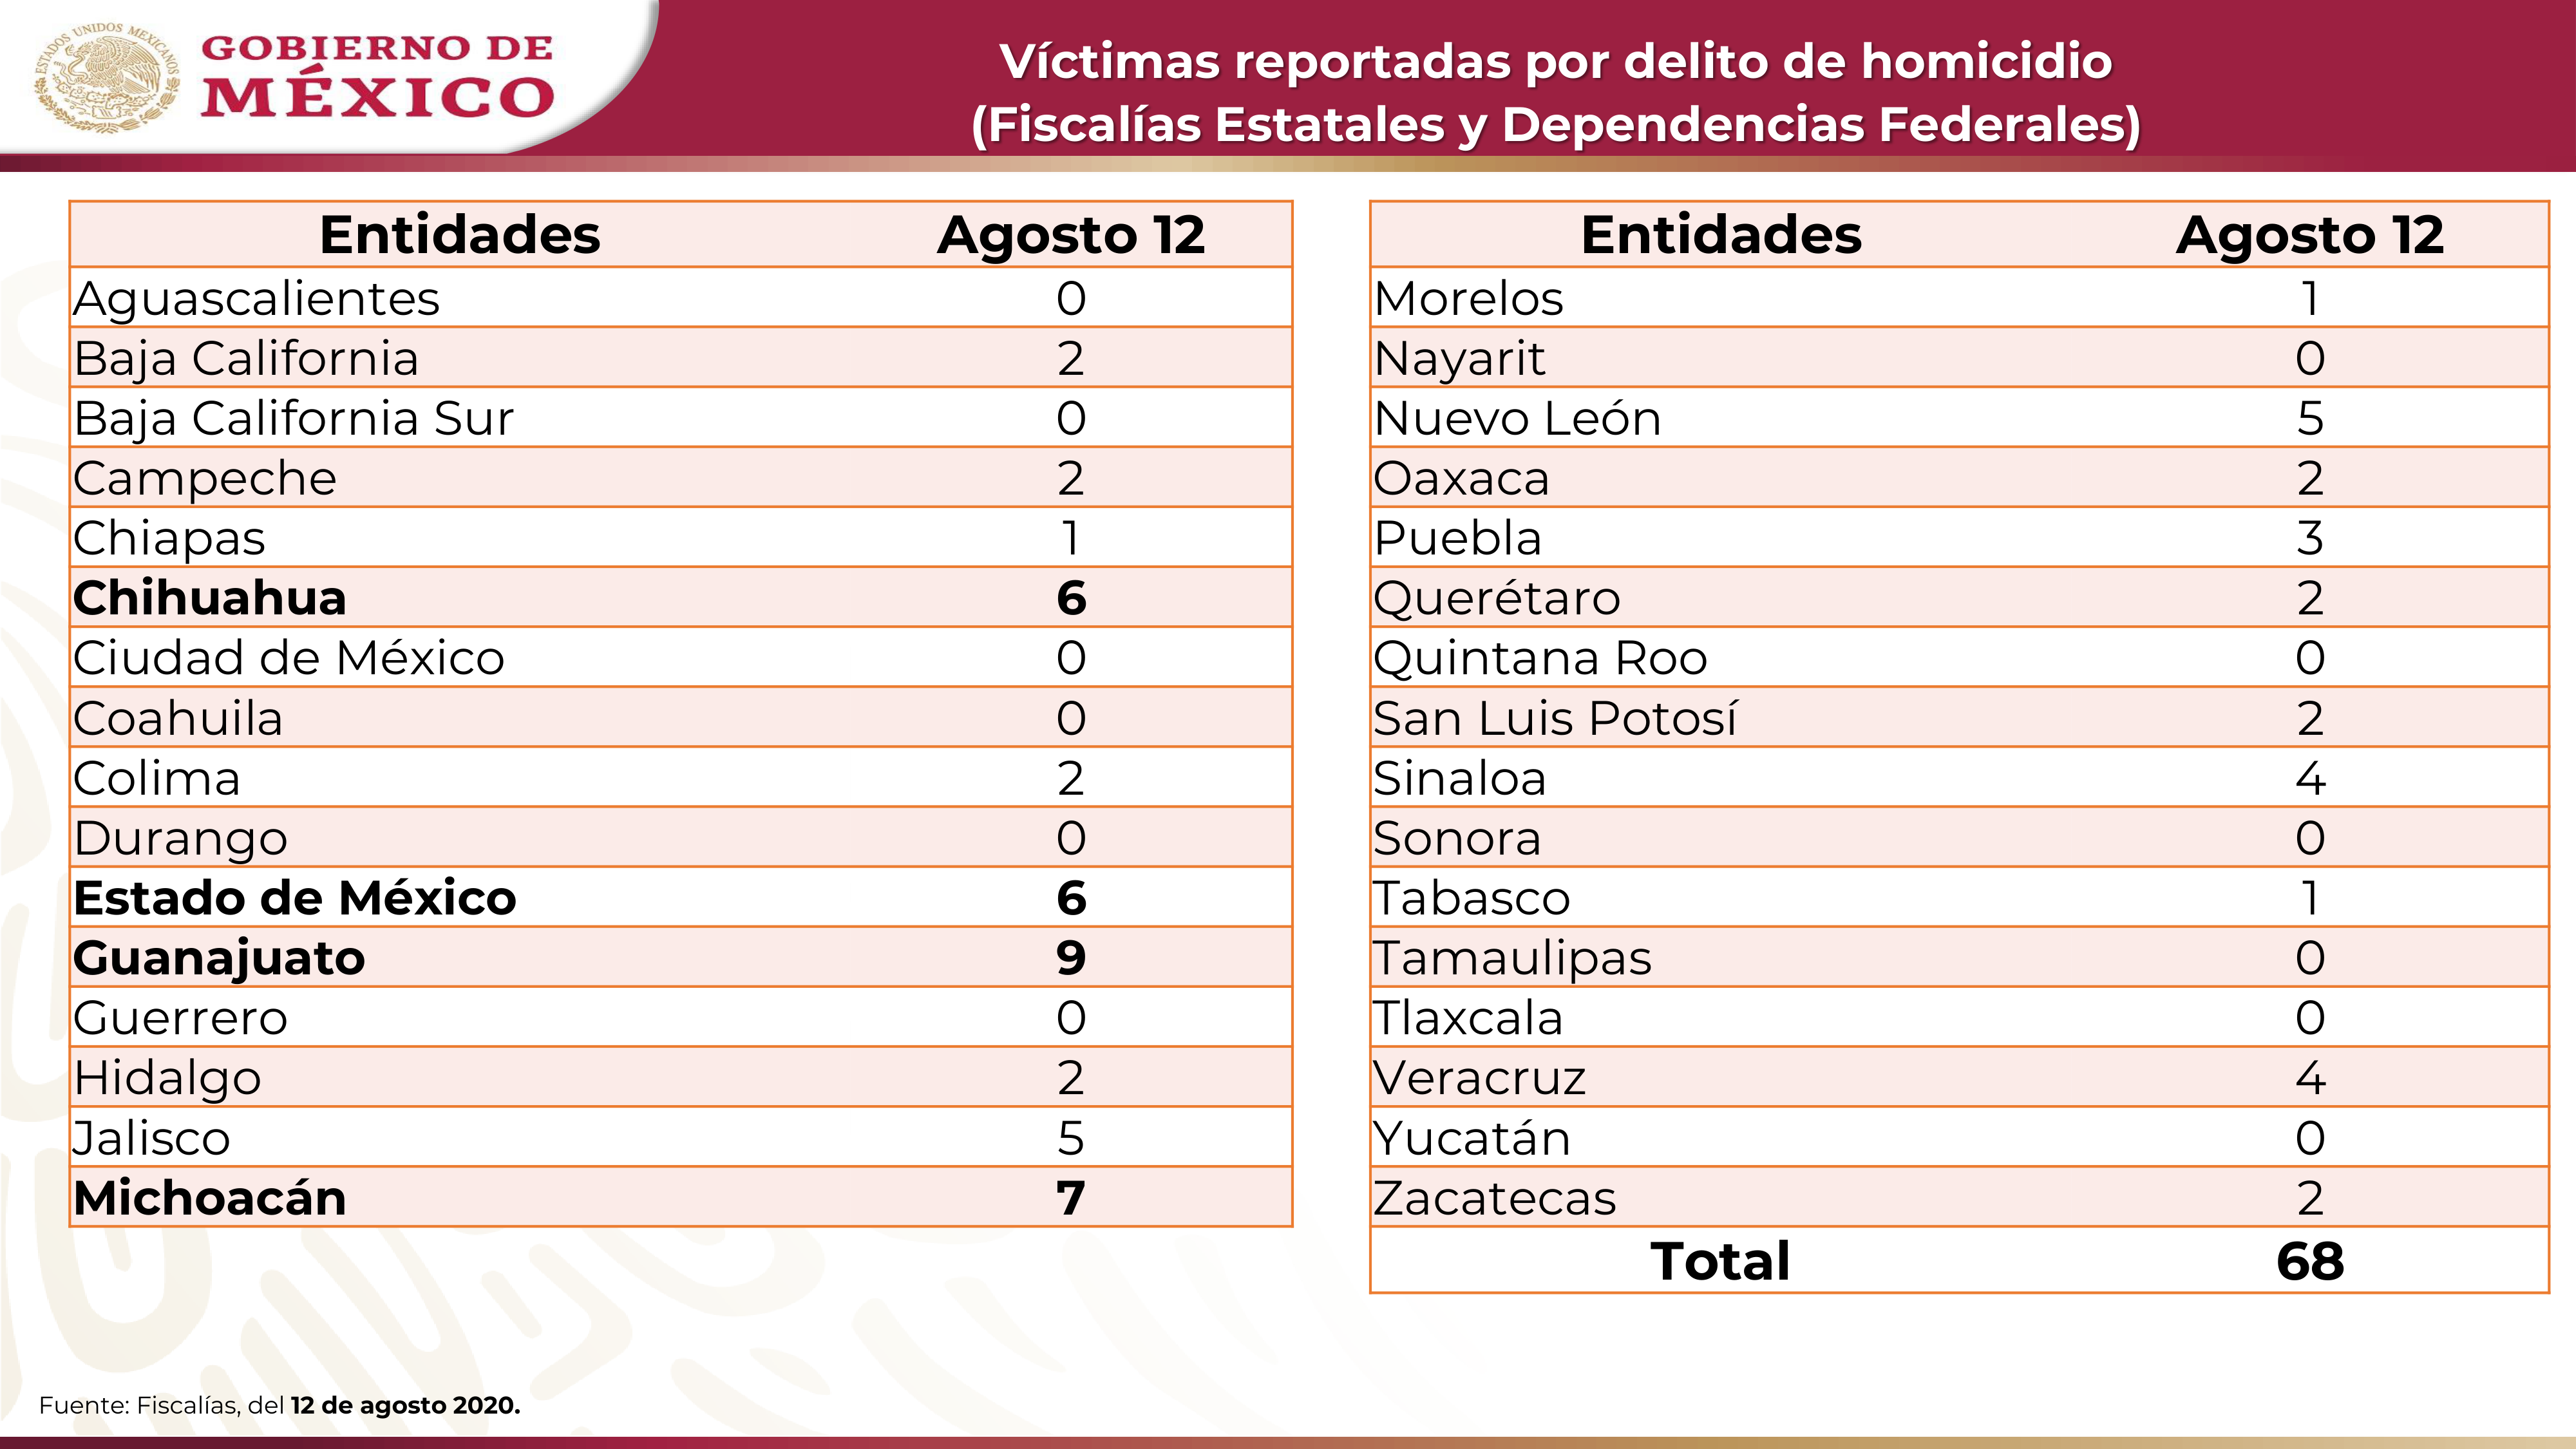 ESTADOS UNIDOS MEXICANOS
GOBIERNO DE
MÉXICO
Víctimas reportadas por delito de homicidio
(Fiscalías Estatales y Dependencias Federales)
Entidades Agosto 12
Aguascalientes 0
Baja California 2
Baja California Sur 0
Campeche 2
Chiapas 1
Chihuahua 6
Ciudad de México 0
Coahuila 0
Colima 2
Durango 0
Estado de México 6
Guanajuato 9
Guerrero 0
Hidalgo 2
Jalisco 5
Michoacán 7
Entidades Agosto 12
Morelos 1
Nayarit 0
Nuevo León 5
Oaxaca 2
Puebla 3
Querétaro 2
Quintana Roo 0
San Luis Potosí 2
Sinaloa 4
Sonora 0
Tabasco 1
Tamaulipas 0
Tlaxcala 0
Veracruz 4
Yucatán 0
Zacatecas 2
Total 68
Fuente: Fiscalías, del 12 de agosto 2020.